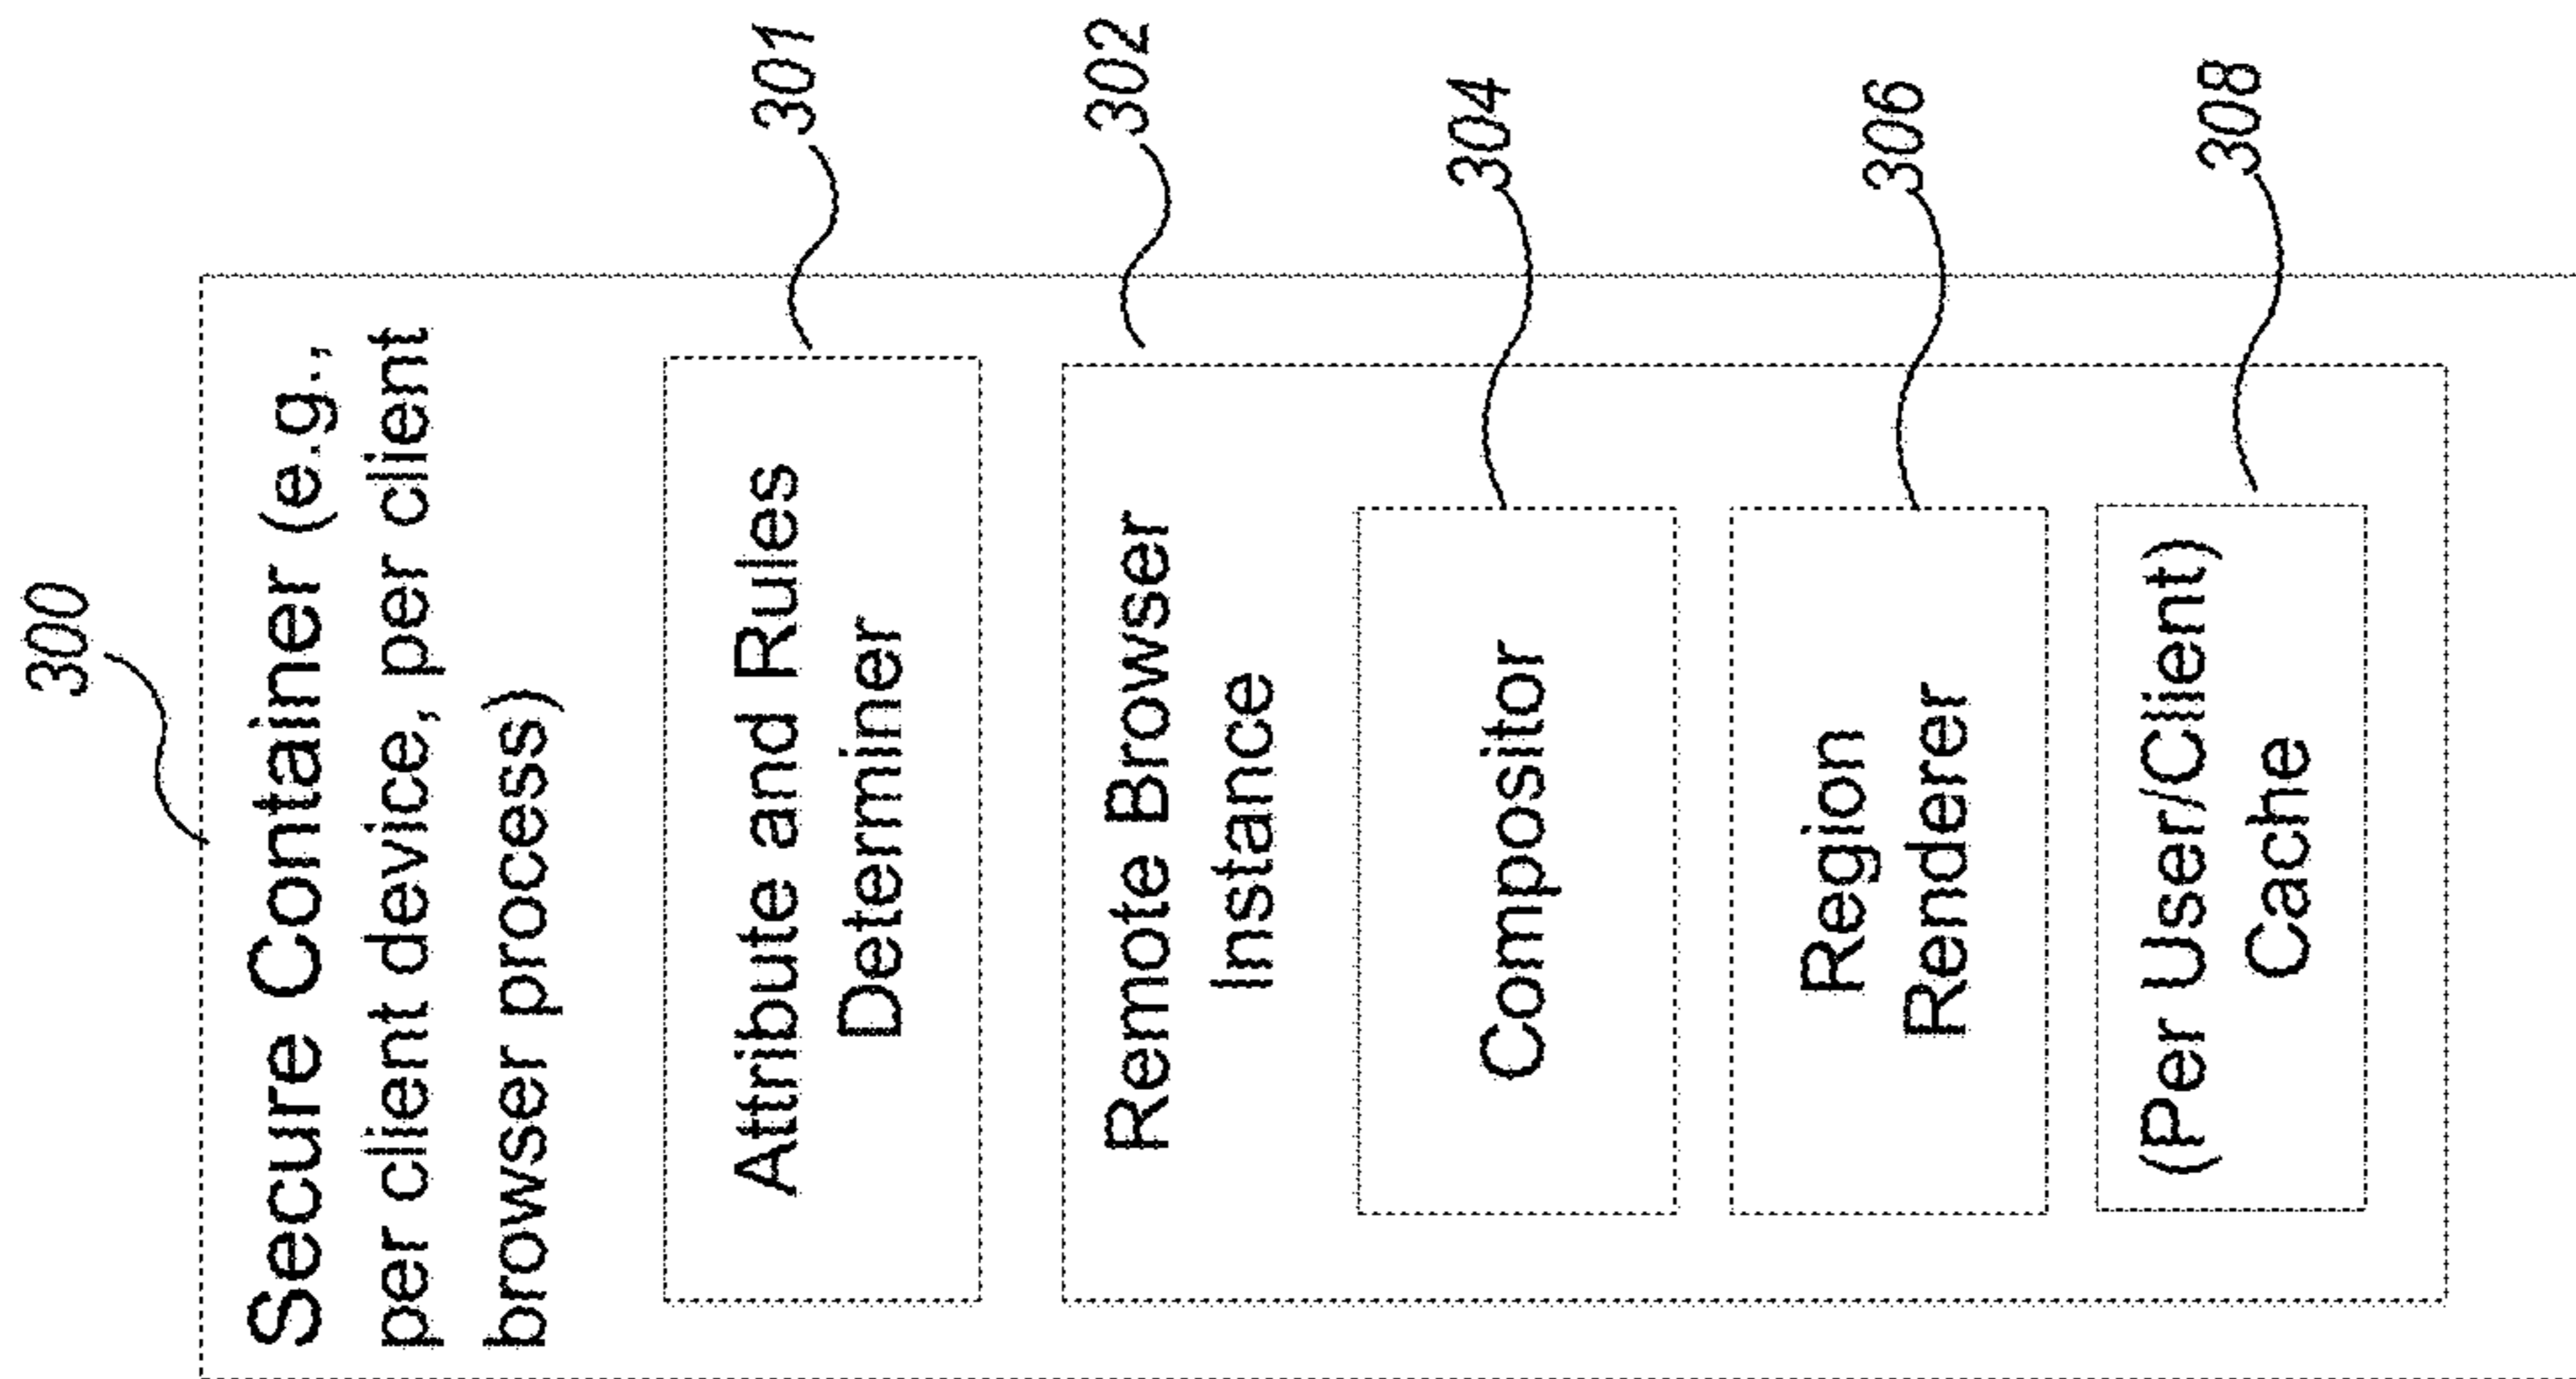 300
Secure Container (e.g.,
per client device, per client
browser process)
301
Attribute and Rules
Determiner
302
Remote Browser
Instance
304
Compositor
306
Region
Renderer
308
(Per User/Client)
Cache